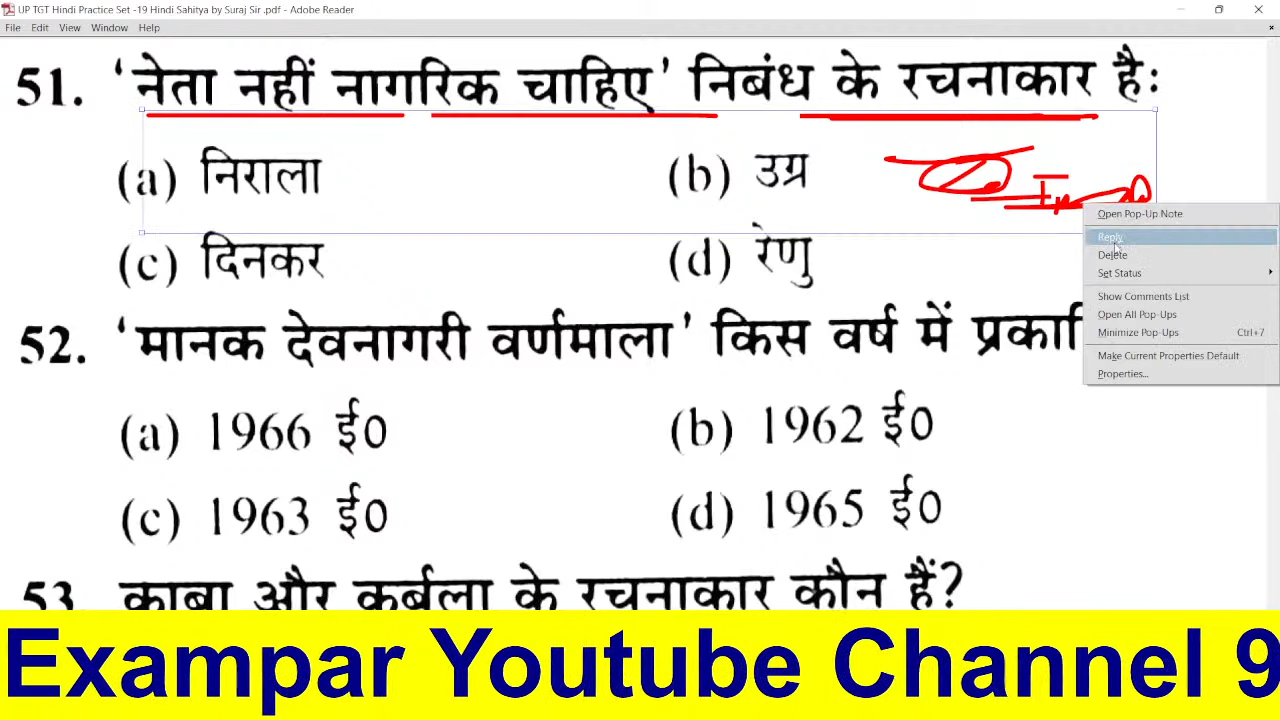 UP TGT Hindi Practice Set -19 Hindi Sahitya by Suraj Sir .pdf - Adobe Reader
File Edit View Window Help
51. 'नेता नहीं नागरिक चाहिए' निबंध के रचनाकार हैः
(a) निराला (b) उग्र
(c) दिनकर (d) रेणु
Open Pop-Up Note
Reply
Delete
Set Status
Show Comments List
Open All Pop-Ups
Minimize Pop-Ups Ctrl+7
Make Current Properties Default
Properties...
52. 'मानक देवनागरी वर्णमाला' किस वर्ष में
(a) 1966 ई0 (b) 1962 ई0
(c) 1963 ई0 (d) 1965 ई0
53. काबा और कर्बला के रचनाकार कौन हैं?
Exampar Youtube Channel 9